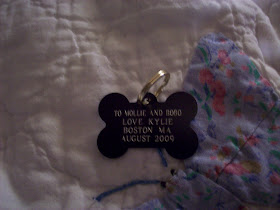 TO MOLLIE AND BOBO
LOVE KYLIE
BOSTON MA
AUGUST 2009